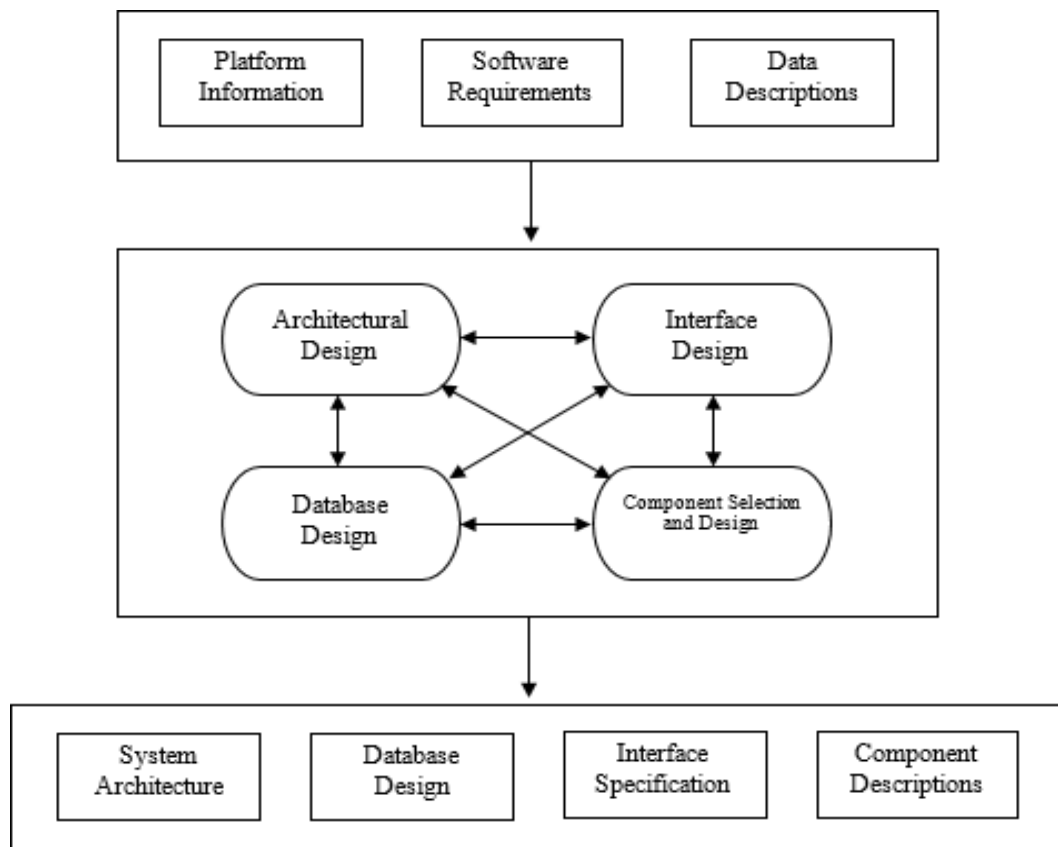 Platform
Information
Software
Requirements
Data
Descriptions
Architectural
Design
Interface
Design
Database
Design
Component Selection
and Design
System
Architecture
Database
Design
Interface
Specification
Component
Descriptions